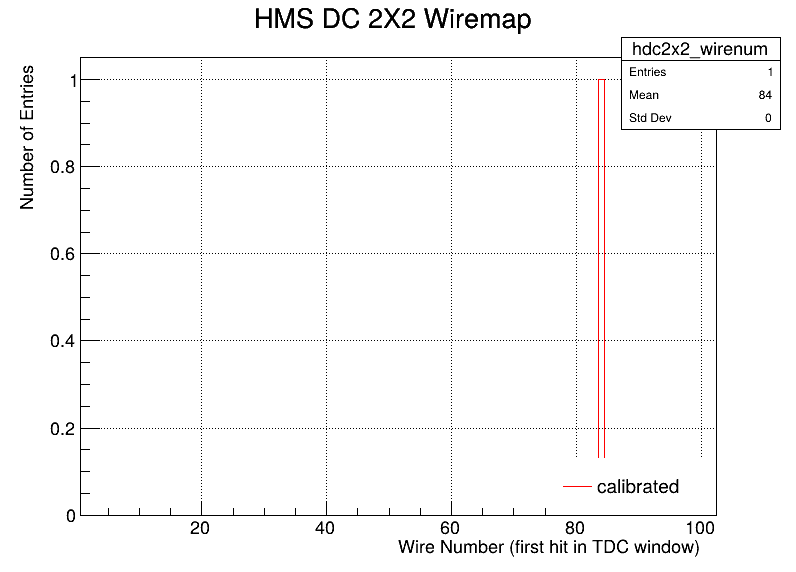 HMS DC 2X2 Wiremap
hdc2x2_wirenum
Entries 1
Mean 84
Std Dev 0
Number of Entries
1
0.8
0.6
0.4
0.2
0
calibrated
20 40 60 80 100
Wire Number (first hit in TDC window)